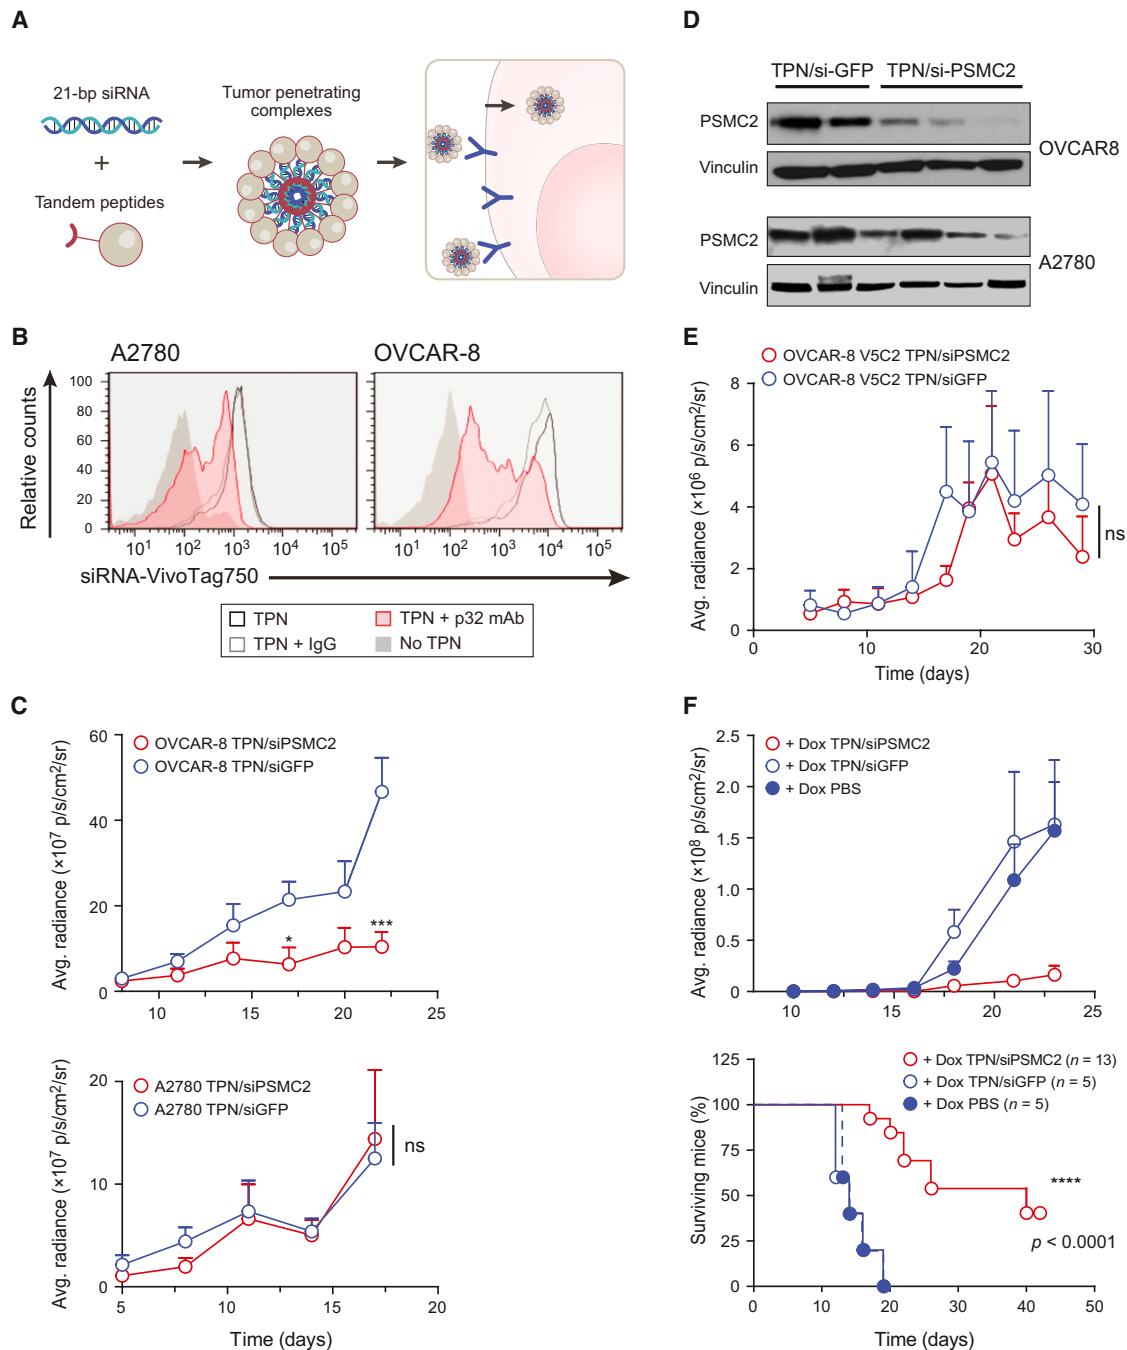 A
21-bp siRNA
+
Tandem peptides
Tumor penetrating
complexes
B
A2780
OVCAR-8
Relative counts
100
80
60
40
20
0
10¹ 10² 10³ 10⁴ 10⁵
10¹ 10² 10³ 10⁴ 10⁵
siRNA-VivoTag750
TPN
TPN + p32 mAb
TPN + IgG
No TPN
C
OVCAR-8 TPN/siPSMC2
OVCAR-8 TPN/siGFP
Avg. radiance (×10⁷ p/s/cm²/sr)
60
40
20
0
*
***
10 15 20 25
A2780 TPN/siPSMC2
A2780 TPN/siGFP
Avg. radiance (×10⁷ p/s/cm²/sr)
20
10
0
ns
5 10 15 20
Time (days)
D
TPN/si-GFP TPN/si-PSMC2
PSMC2
Vinculin
OVCAR8
PSMC2
Vinculin
A2780
E
OVCAR-8 V5C2 TPN/siPSMC2
OVCAR-8 V5C2 TPN/siGFP
Avg. radiance (×10⁶ p/s/cm²/sr)
8
6
4
2
0
ns
0 10 20 30
Time (days)
F
+ Dox TPN/siPSMC2
+ Dox TPN/siGFP
+ Dox PBS
Avg. radiance (×10⁸ p/s/cm²/sr)
2.5
2.0
1.5
1.0
0.5
0
10 15 20 25
+ Dox TPN/siPSMC2 (n = 13)
+ Dox TPN/siGFP (n = 5)
+ Dox PBS (n = 5)
Surviving mice (%)
125
100
75
50
25
0
****
p < 0.0001
0 10 20 30 40 50
Time (days)